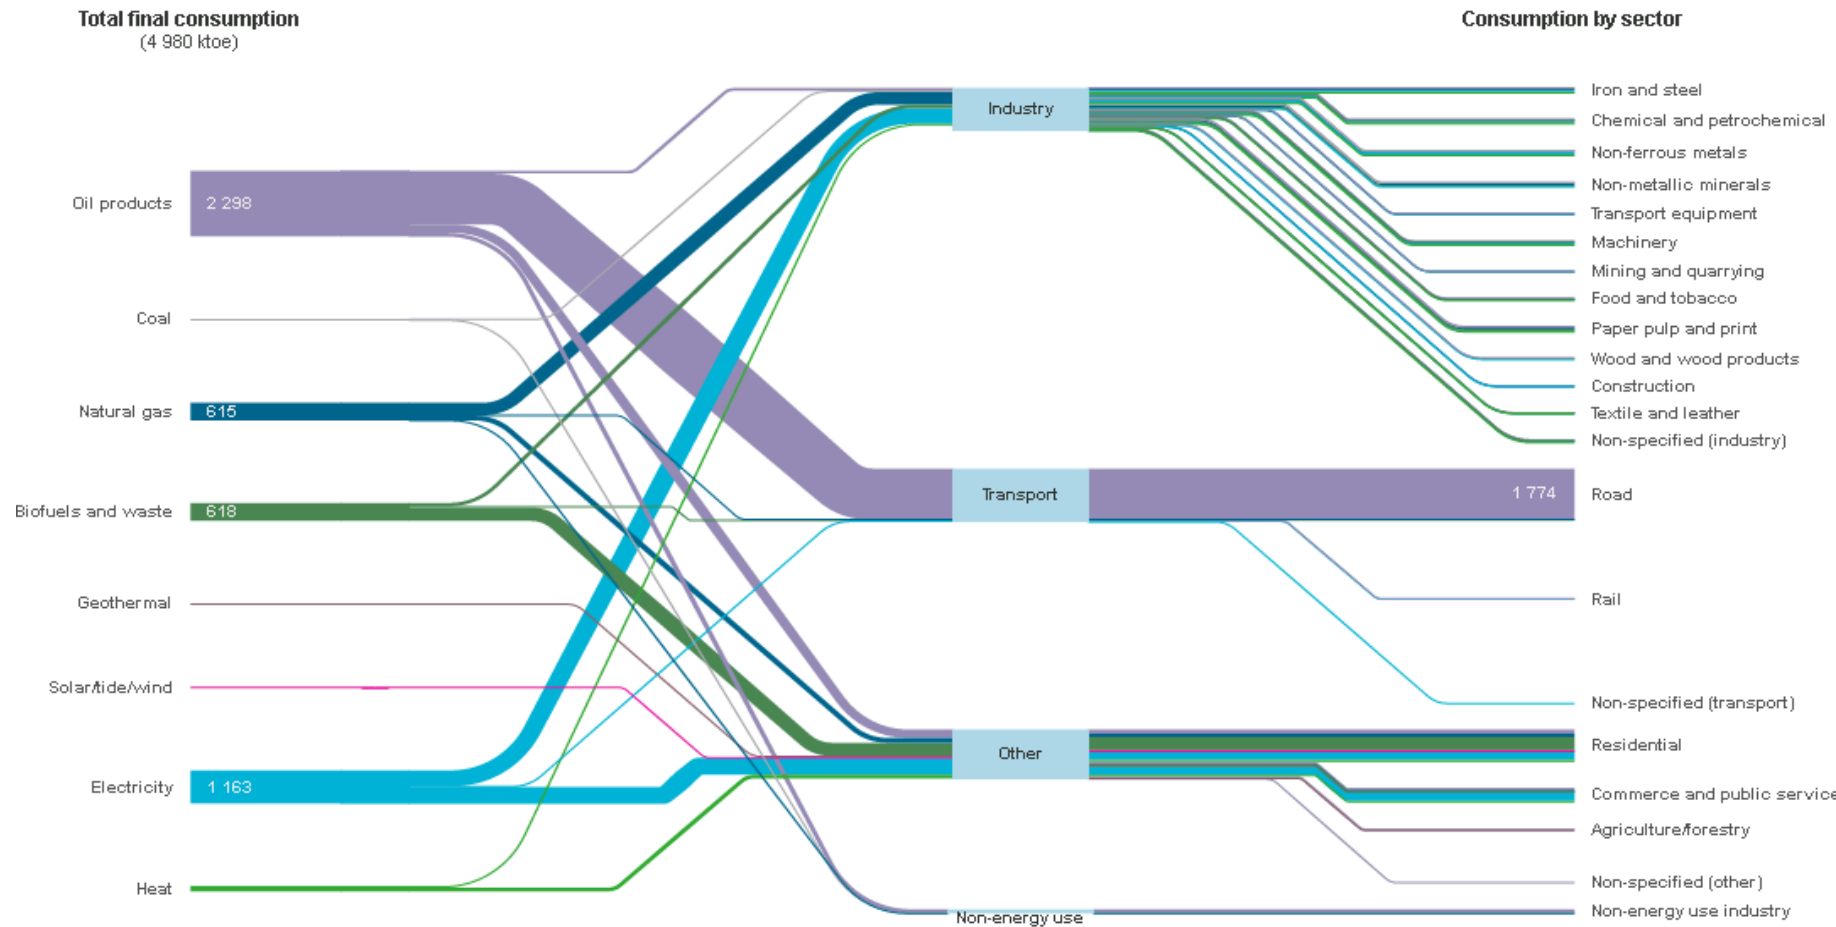 Total final consumption
(4 980 ktoe)
Consumption by sector
Oil products
2 298
Coal
Natural gas
615
Biofuels and waste
618
Geothermal
Solar/tide/wind
Electricity
1 163
Heat
Industry
Transport
Other
Non-energy use
Iron and steel
Chemical and petrochemical
Non-ferrous metals
Non-metallic minerals
Transport equipment
Machinery
Mining and quarrying
Food and tobacco
Paper pulp and print
Wood and wood products
Construction
Textile and leather
Non-specified (industry)
1 774
Road
Rail
Non-specified (transport)
Residential
Commerce and public service
Agriculture/forestry
Non-specified (other)
Non-energy use industry